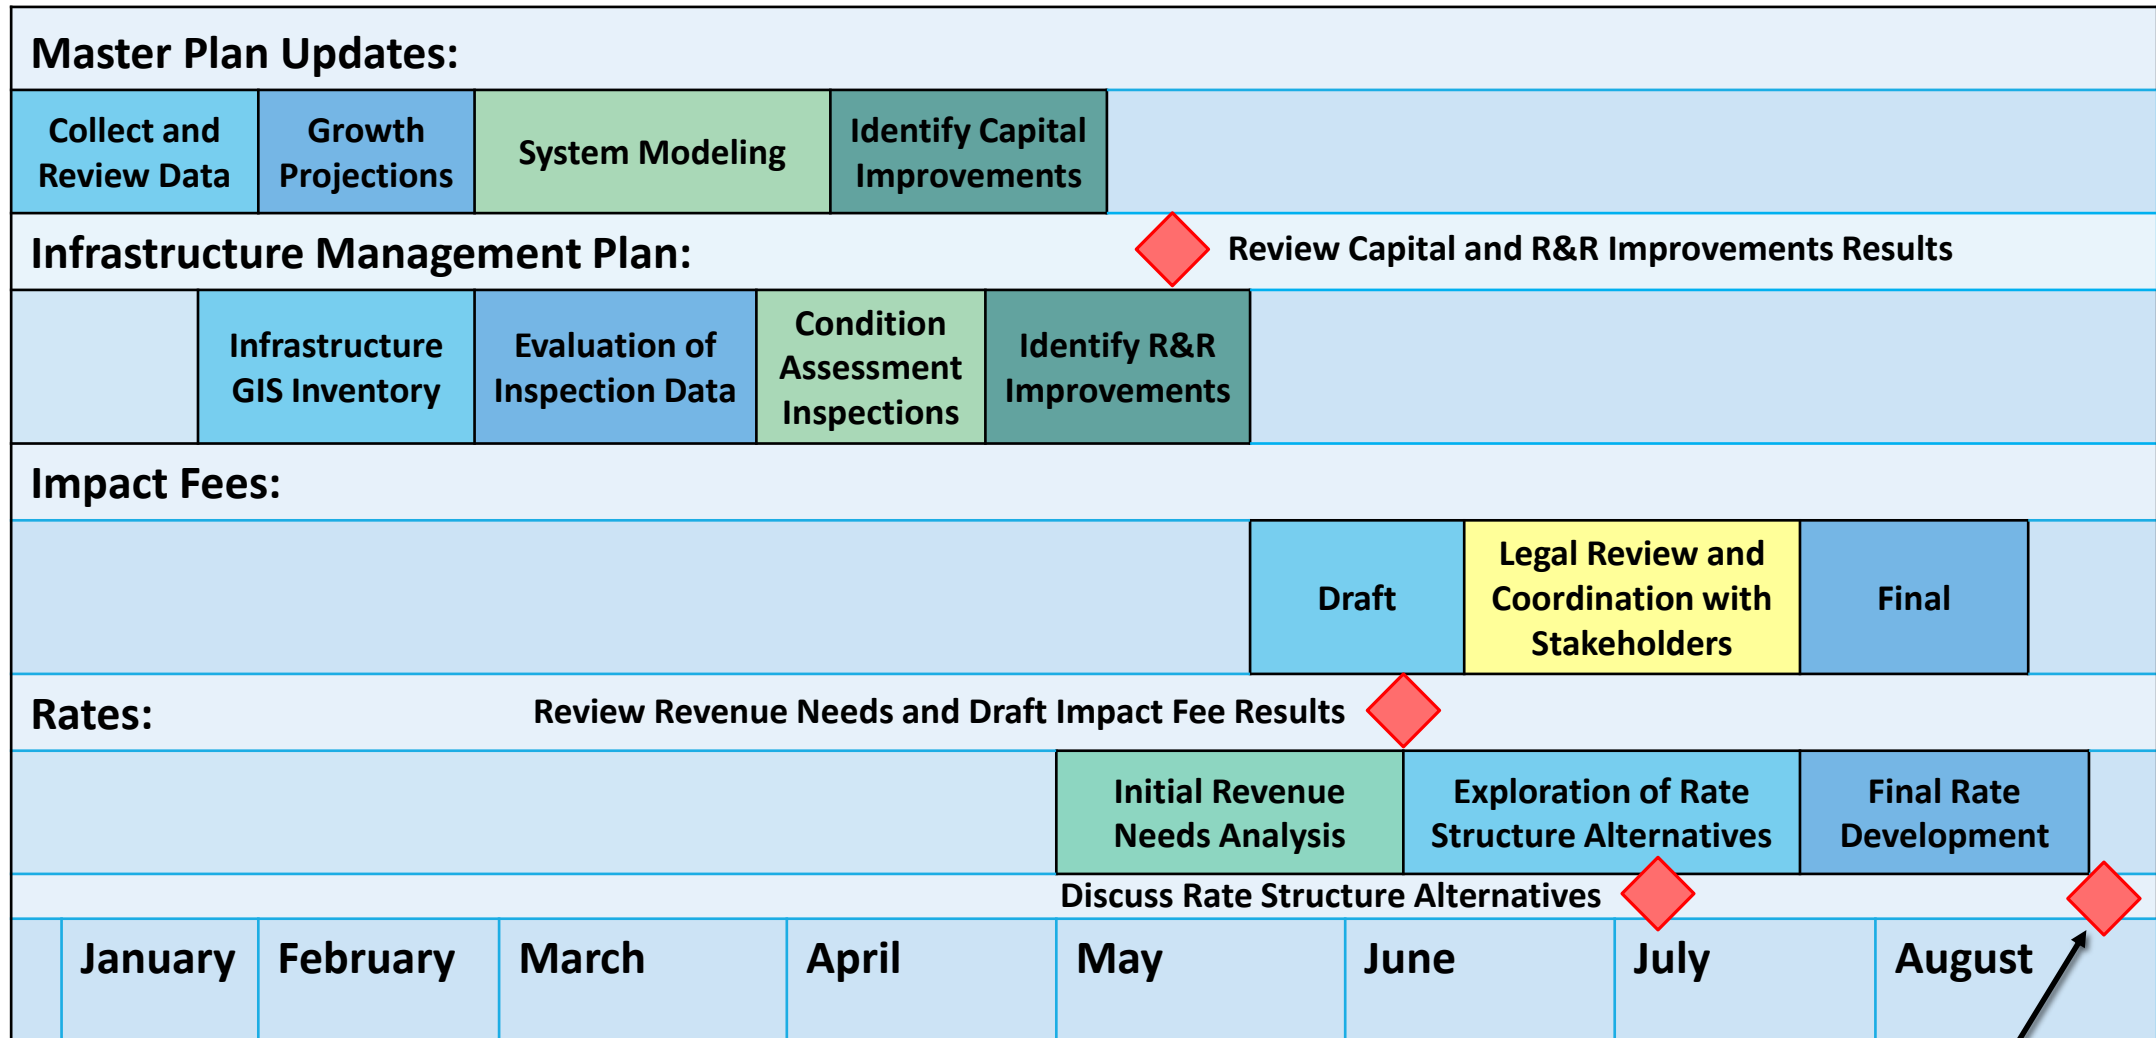 Master Plan Updates:
Collect and
Review Data
Growth
Projections
System Modeling
Identify Capital
Improvements
Infrastructure Management Plan:
Review Capital and R&R Improvements Results
Infrastructure
GIS Inventory
Evaluation of
Inspection Data
Condition
Assessment
Inspections
Identify R&R
Improvements
Impact Fees:
Draft
Legal Review and
Coordination with
Stakeholders
Final
Rates:
Review Revenue Needs and Draft Impact Fee Results
Initial Revenue
Needs Analysis
Exploration of Rate
Structure Alternatives
Final Rate
Development
Discuss Rate Structure Alternatives
January
February
March
April
May
June
July
August